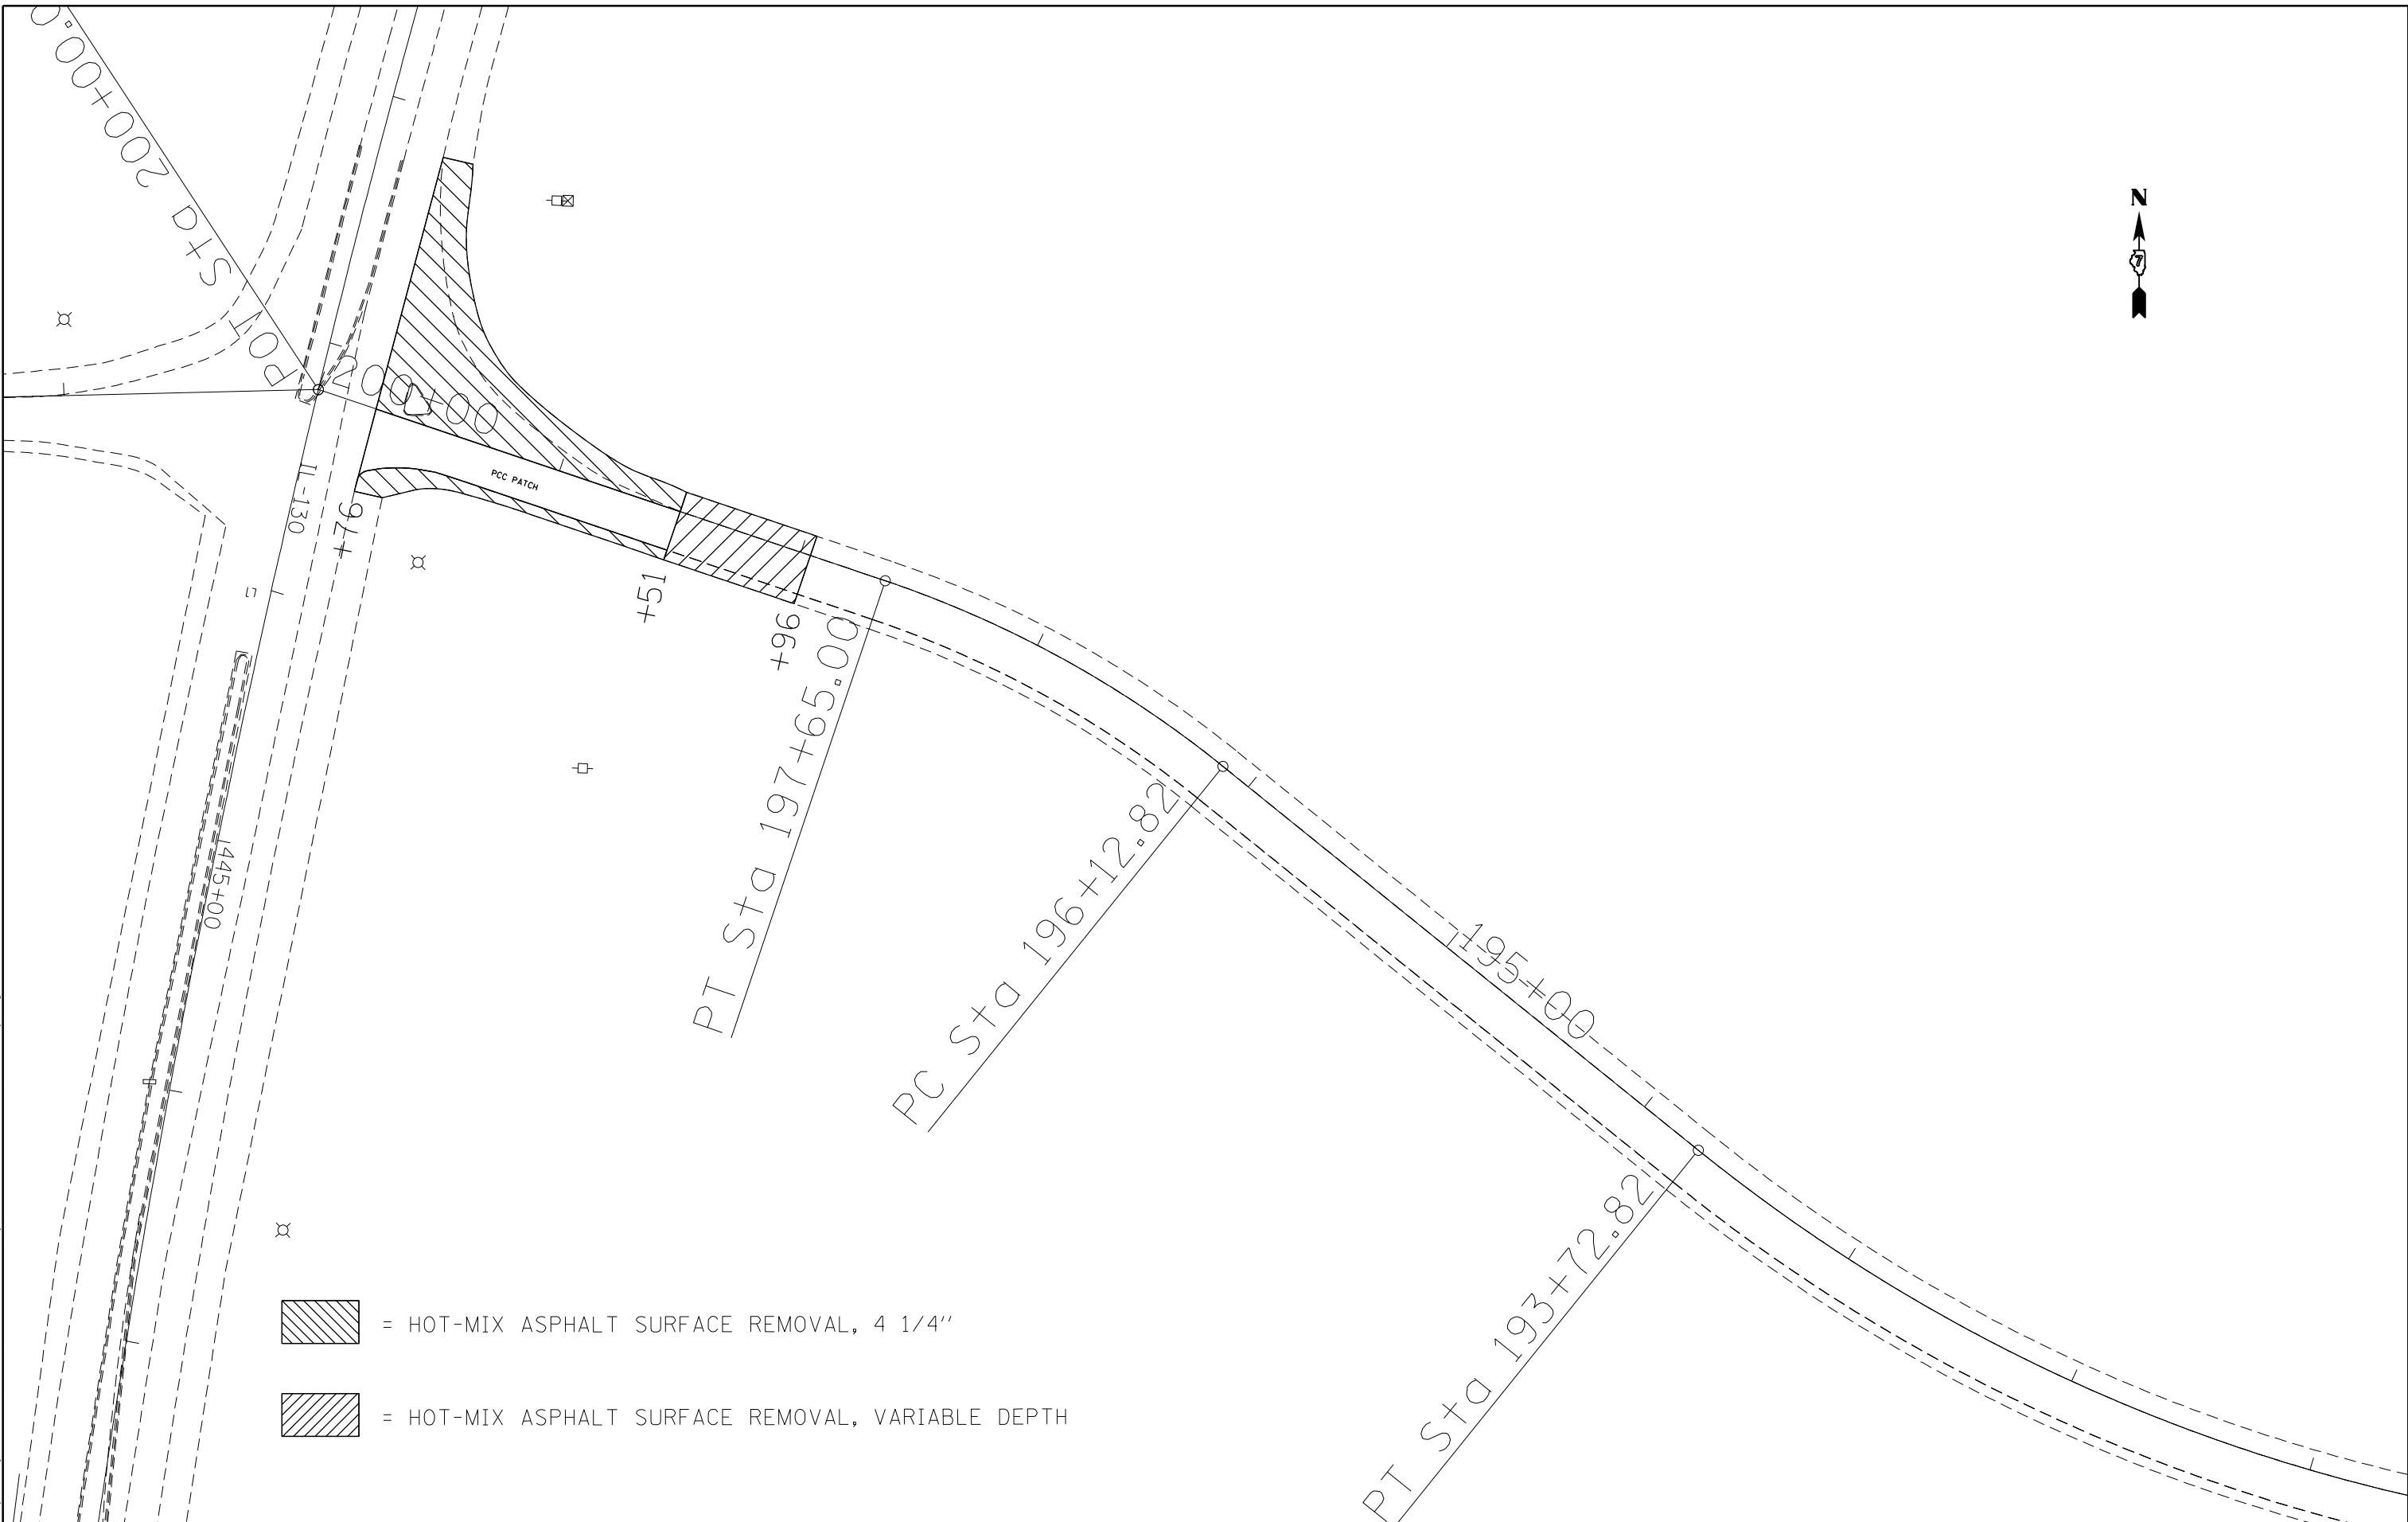 POT Sta 200+00.
N
7
200+00
PCC PATCH
IL-130
+97
+51
+96
PT Sta 197+65.00
PC Sta 196+12.82
1445+00
195+00
PT Sta 193+72.82
= HOT-MIX ASPHALT SURFACE REMOVAL, 4 1/4"
= HOT-MIX ASPHALT SURFACE REMOVAL, VARIABLE DEPTH